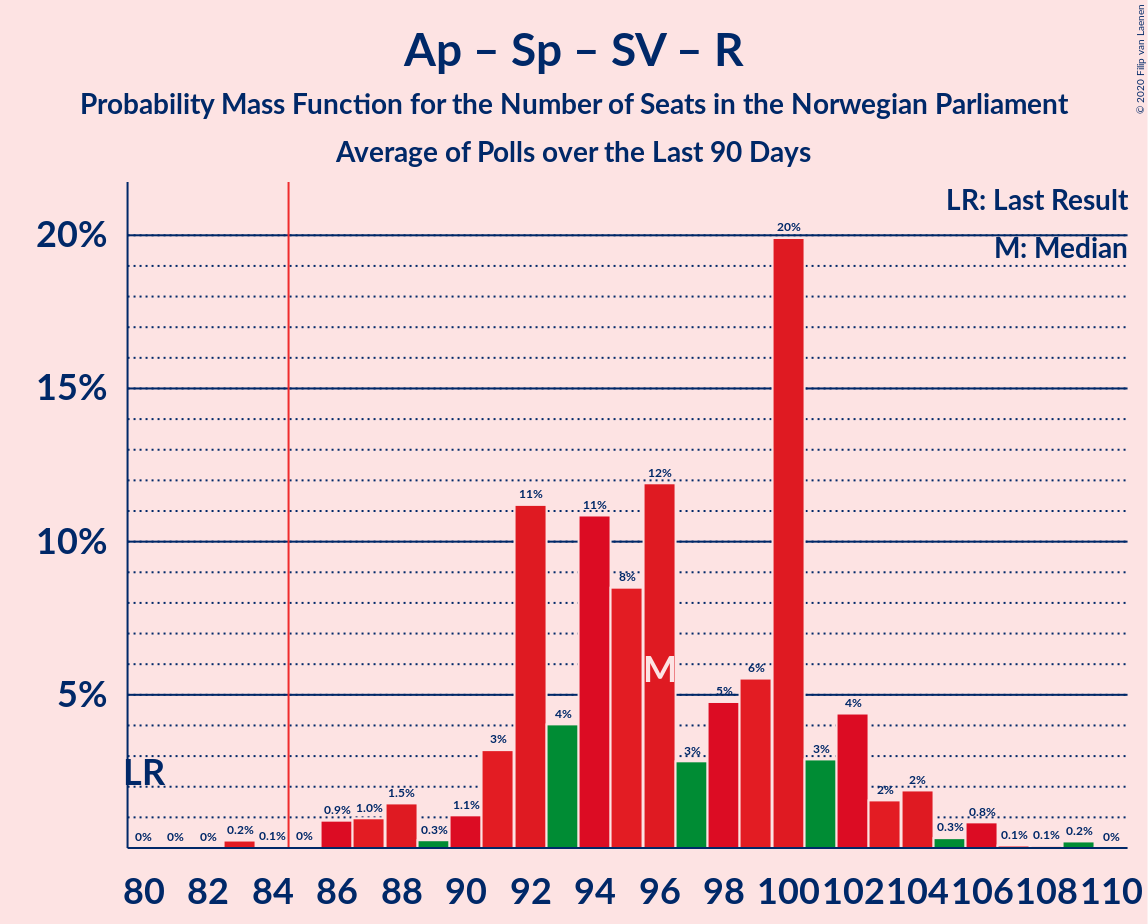 Ap – Sp – SV – R
Probability Mass Function for the Number of Seats in the Norwegian Parliament
Average of Polls over the Last 90 Days
© 2020 Filip van Laenen
LR: Last Result
M: Median
20%
15%
10%
5%
LR
M
0% 0% 0% 0.2% 0.1% 0% 0.9% 1.0% 1.5% 0.3% 1.1% 3% 11% 4% 11% 8% 12% 3% 5% 6% 20% 3% 4% 2% 2% 0.3% 0.8% 0.1% 0.1% 0.2% 0%
80 82 84 86 88 90 92 94 96 98 100 102 104 106 108 110